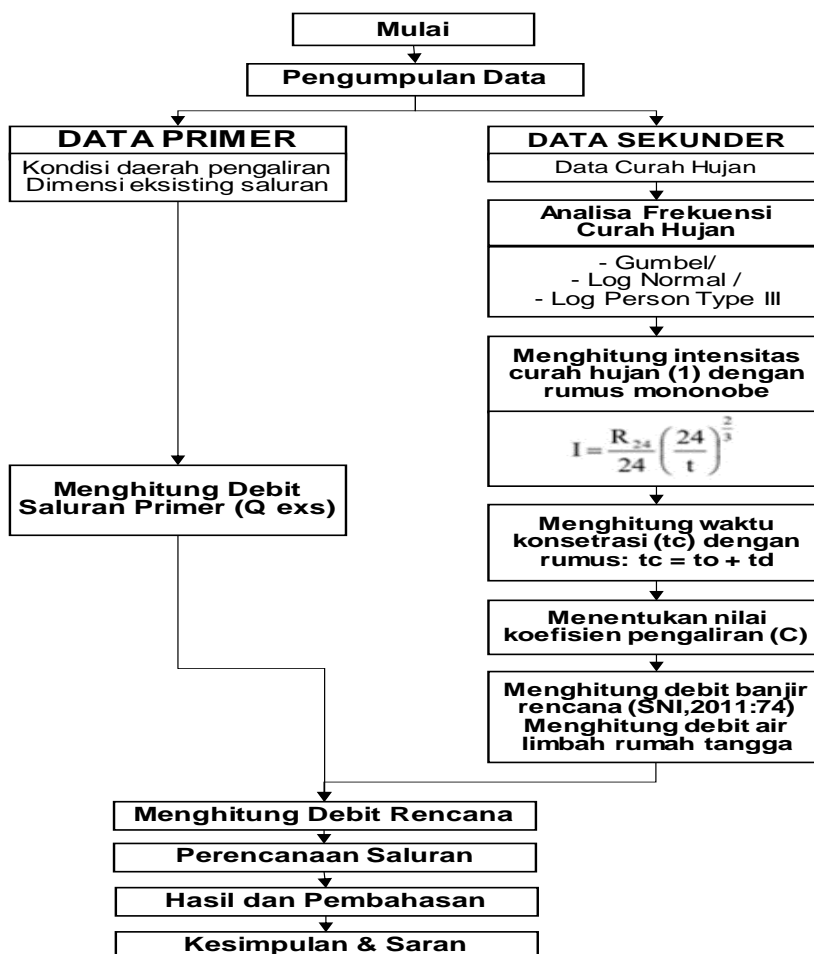 Mulai
Pengumpulan Data
DATA PRIMER
Kondisi daerah pengaliran
Dimensi eksisting saluran
Menghitung Debit
Saluran Primer (Q exs)
DATA SEKUNDER
Data Curah Hujan
Analisa Frekuensi
Curah Hujan
- Gumbel/
- Log Normal /
- Log Person Type III
Menghitung intensitas
curah hujan (1) dengan
rumus mononobe
I = R₂₄/24 (24/t)^(2/3)
Menghitung waktu
konsetrasi (tc) dengan
rumus: tc = to + td
Menentukan nilai
koefisien pengaliran (C)
Menghitung debit banjir
rencana (SNI,2011:74)
Menghitung debit air
limbah rumah tangga
Menghitung Debit Rencana
Perencanaan Saluran
Hasil dan Pembahasan
Kesimpulan & Saran